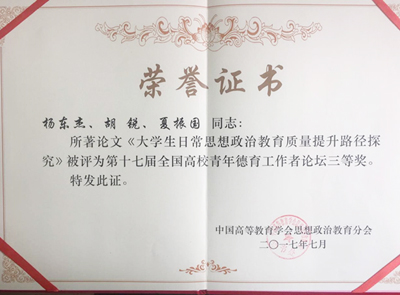 荣誉证书
杨东杰、胡 锐、夏振国 同志：
所著论文《大学生日常思想政治教育质量提升路径探
究》被评为第十七届全国高校青年德育工作者论坛三等奖。
特发此证。
中国高等教育学会思想政治教育分会
二〇一七年七月